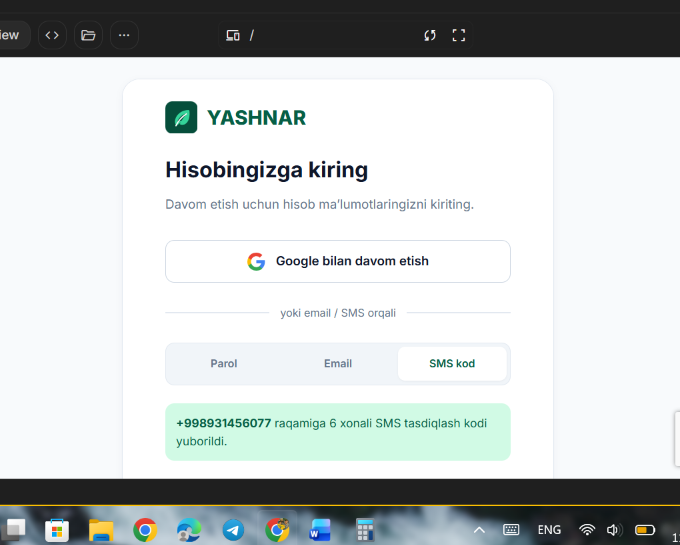 iew
/
YASHNAR
Hisobingizga kiring
Davom etish uchun hisob ma'lumotlaringizni kiriting.
Google bilan davom etish
yoki email / SMS orqali
Parol Email SMS kod
+998931456077 raqamiga 6 xonali SMS tasdiqlash kodi
yuborildi.
W
ENG